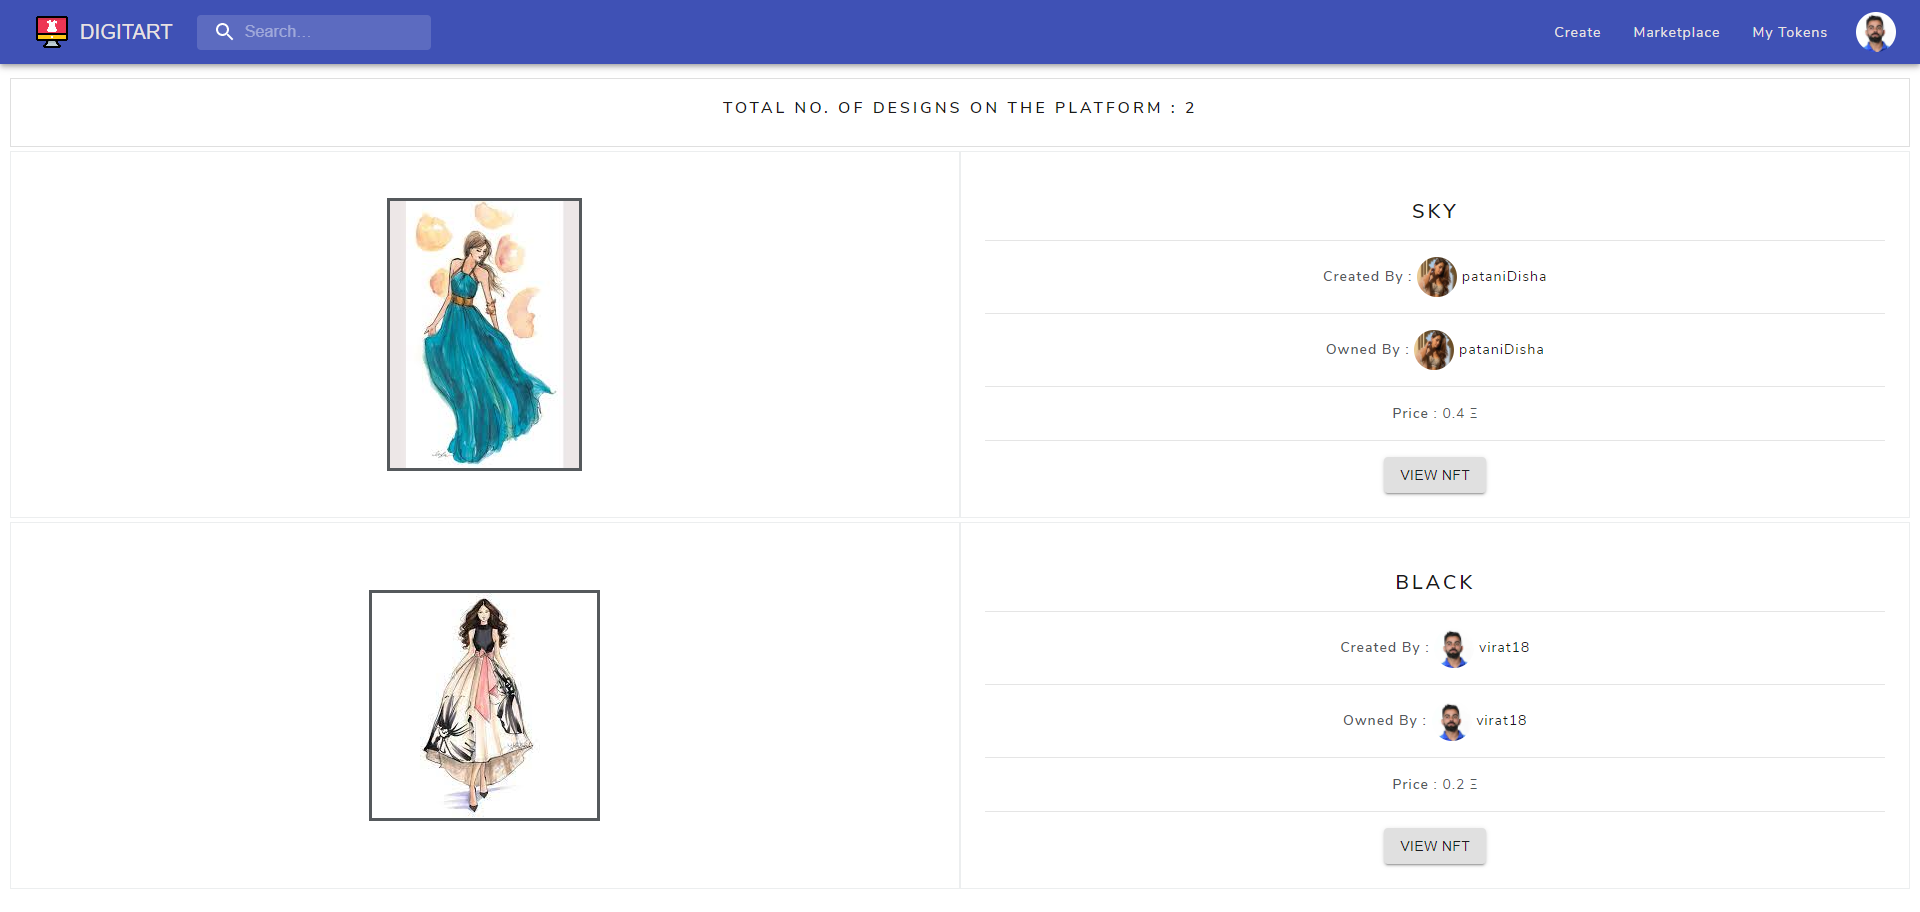 DIGITART
Search...
Create
Marketplace
My Tokens
TOTAL NO. OF DESIGNS ON THE PLATFORM : 2
SKY
Created By : pataniDisha
Owned By : pataniDisha
Price : 0.4 Ξ
VIEW NFT
BLACK
Created By : virat18
Owned By : virat18
Price : 0.2 Ξ
VIEW NFT